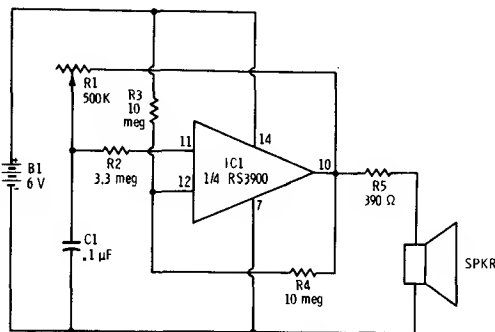 R1
500K
R3
10
meg
14
11
R2
3.3 meg
IC1
1/4 RS3900
10
12
B1
6 V
+
7
R5
390 Ω
C1
.1 μF
R4
10 meg
SPKR